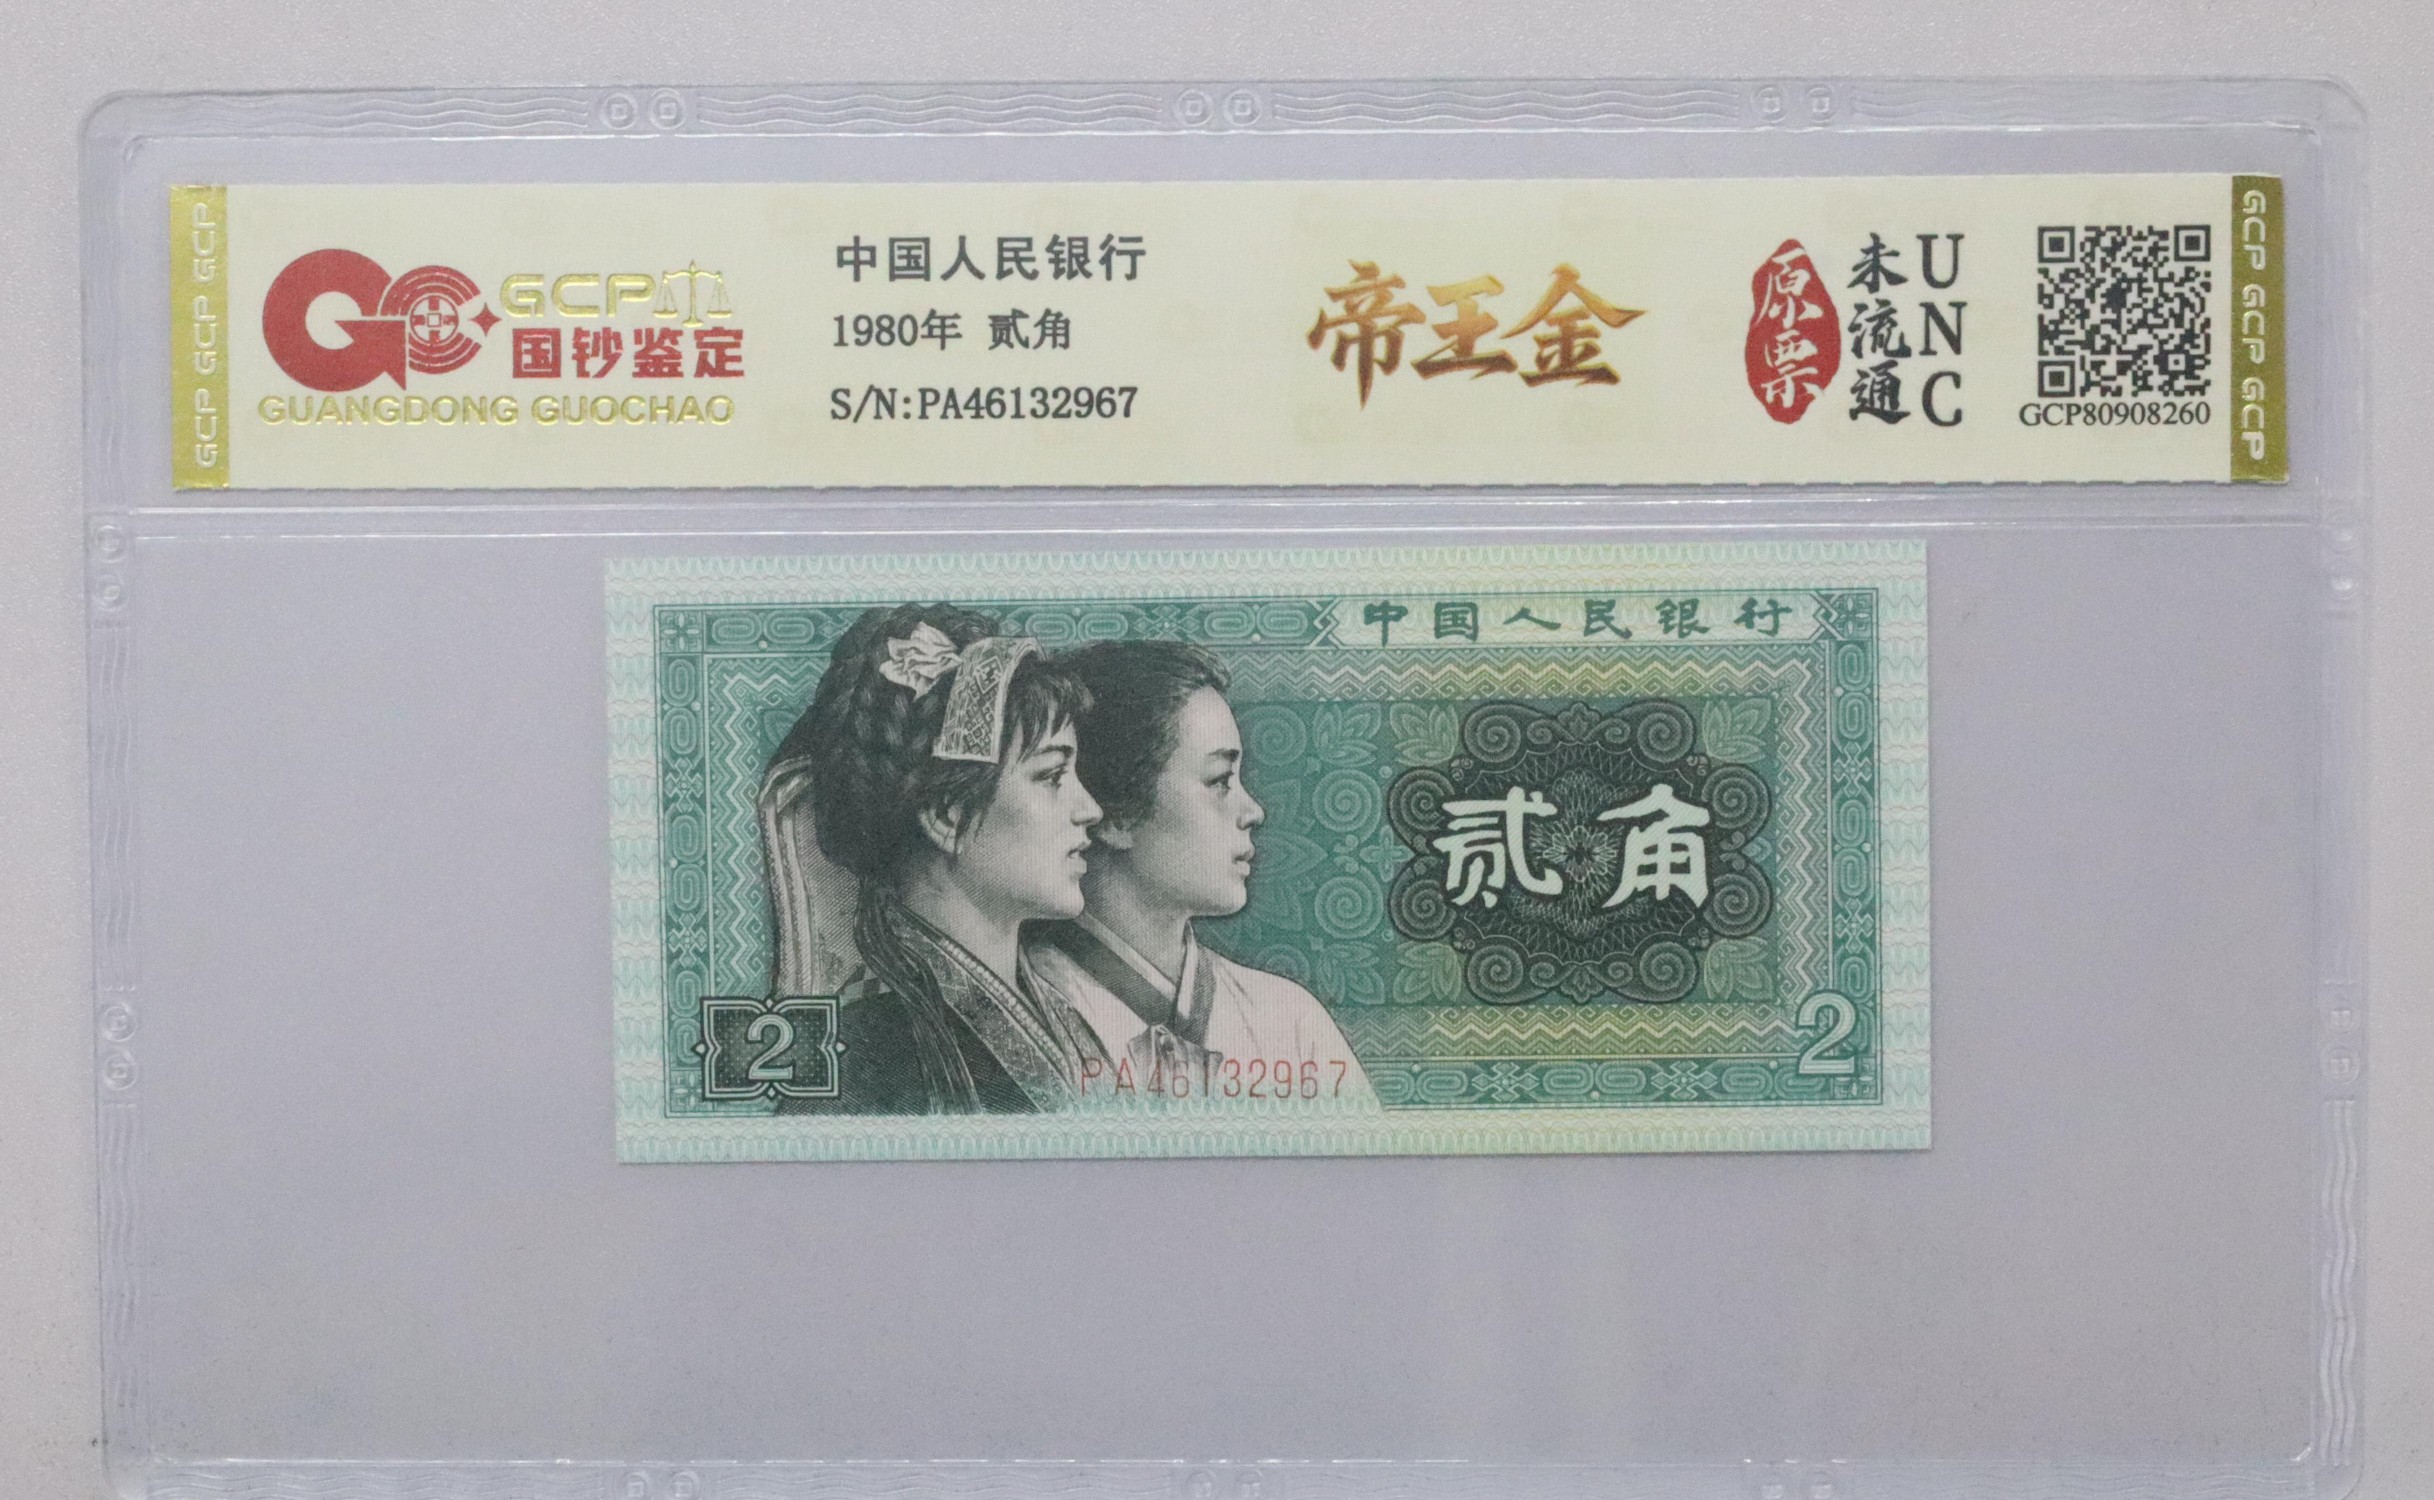 GCP GCP GCP
GCP
国钞鉴定
GUANGDONG GUOCHAO
中国人民银行
1980年 贰角
S/N:PA46132967
帝王金
原票
未流通
UNC
GCP80908260
GCP GCP GCP
中国人民银行
贰角
2
2
PA46132967